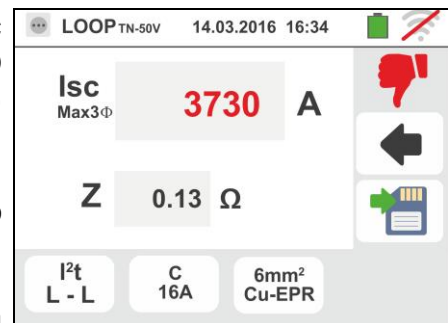 LOOP TN-50V 14.03.2016 16:34
Isc
Max3Φ
3730 A
Z 0.13 Ω
I²t
L - L
C
16A
6mm²
Cu-EPR